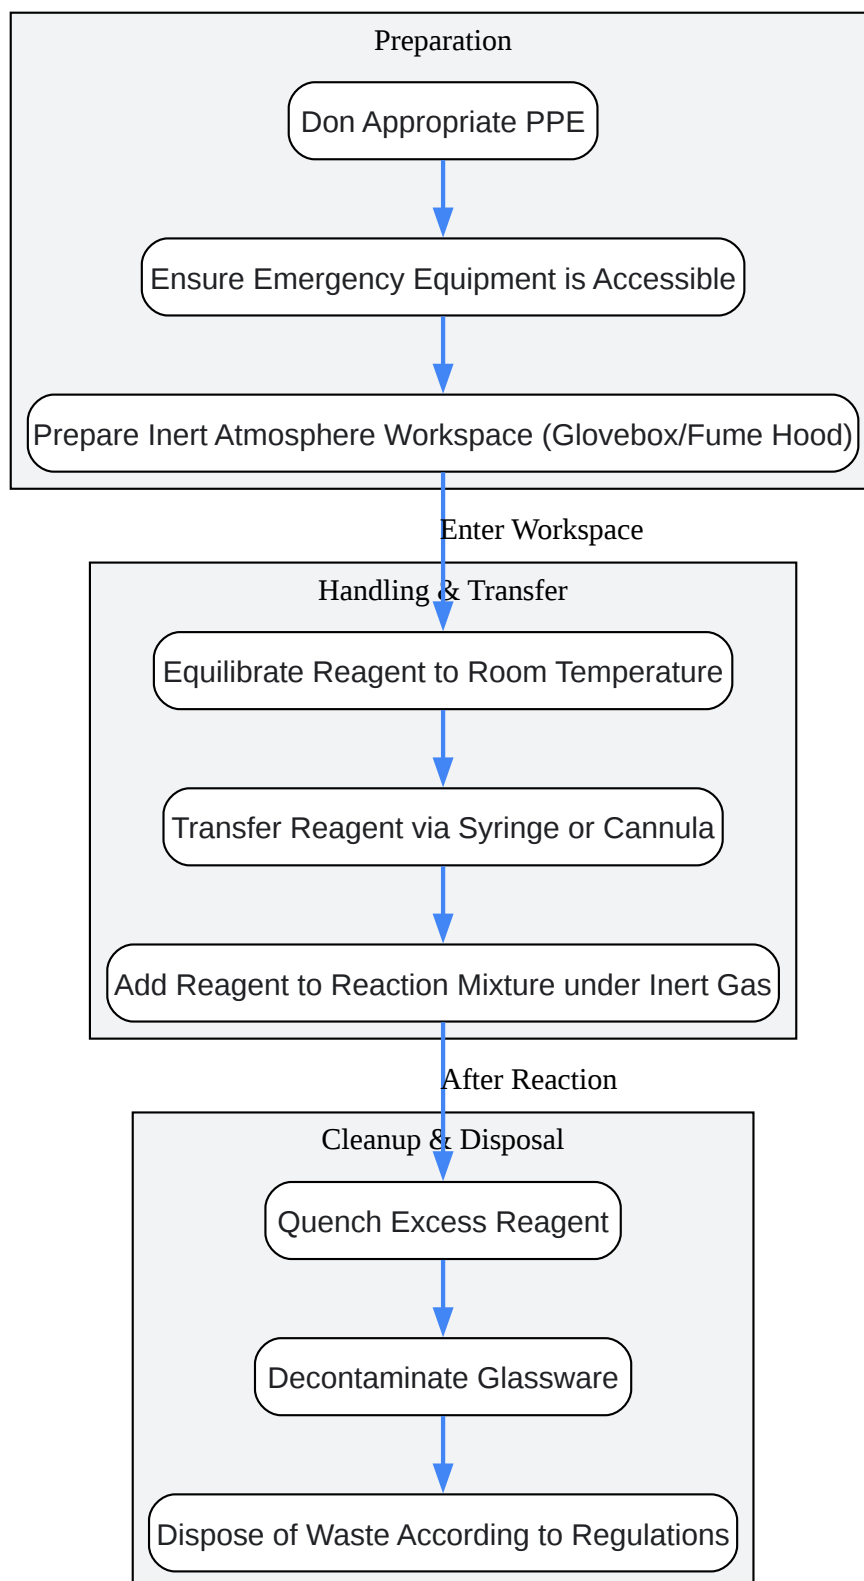 Preparation
Don Appropriate PPE
Ensure Emergency Equipment is Accessible
Prepare Inert Atmosphere Workspace (Glovebox/Fume Hood)
Enter Workspace
Handling & Transfer
Equilibrate Reagent to Room Temperature
Transfer Reagent via Syringe or Cannula
Add Reagent to Reaction Mixture under Inert Gas
After Reaction
Cleanup & Disposal
Quench Excess Reagent
Decontaminate Glassware
Dispose of Waste According to Regulations